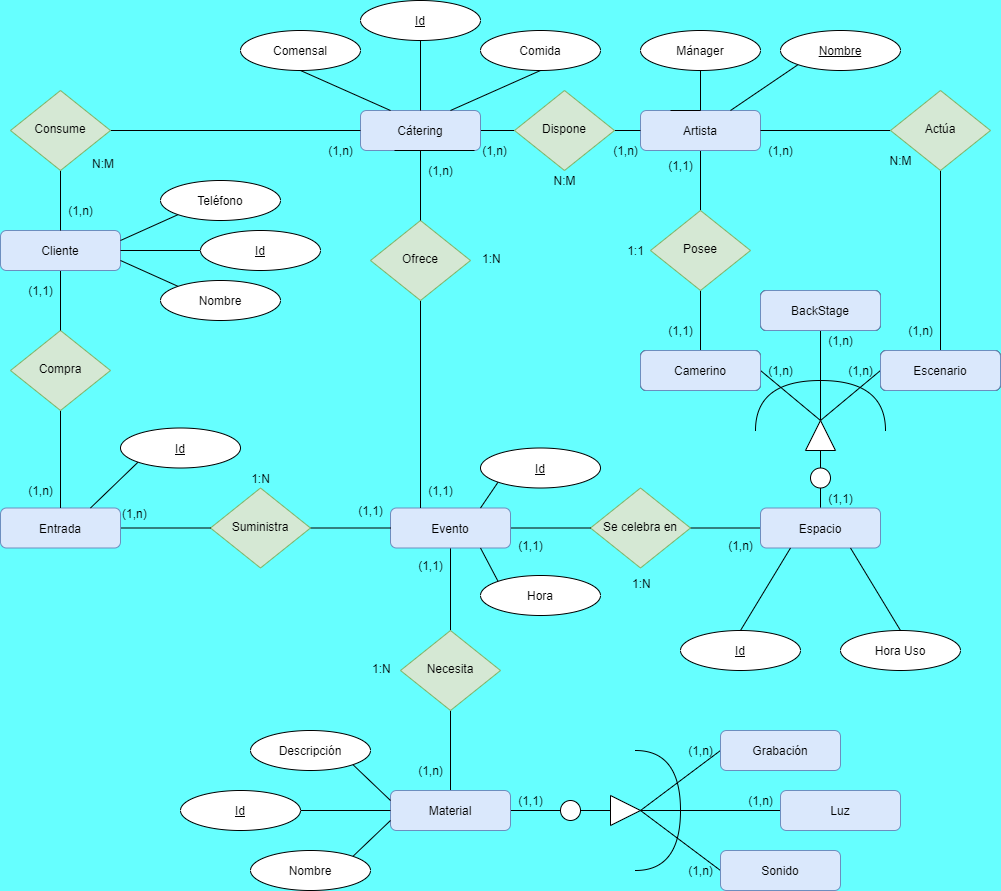 Id
Comensal
Comida
Mánager
Nombre
Consume
Cátering
Dispone
Artista
Actúa
(1,n)
(1,n)
(1,n)
(1,n)
N:M
(1,n)
(1,1)
N:M
N:M
Teléfono
(1,n)
Cliente
Id
Ofrece
1:N
1:1
Posee
(1,1)
Nombre
BackStage
(1,1)
(1,n)
(1,n)
Compra
Camerino
(1,n)
(1,n)
Escenario
Id
Id
1:N
(1,n)
(1,1)
(1,1)
Entrada
(1,n)
Suministra
(1,1)
Evento
Se celebra en
Espacio
(1,1)
(1,n)
(1,1)
1:N
Hora
1:N
Necesita
Id
Hora Uso
Descripción
(1,n)
(1,n)
Grabación
Id
Material
(1,1)
(1,n)
Luz
Nombre
(1,n)
Sonido